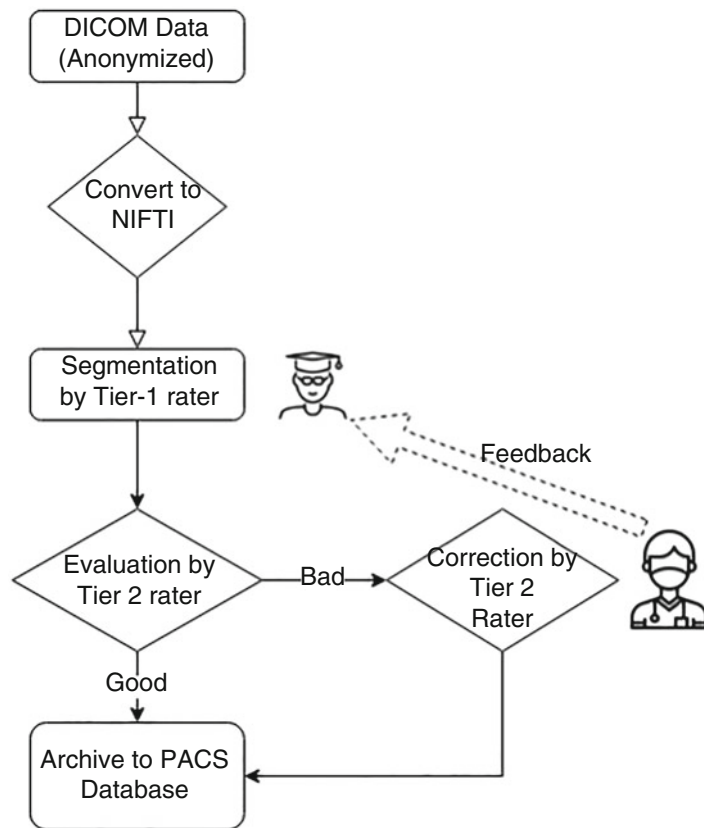 DICOM Data
(Anonymized)
Convert to
NIFTI
Segmentation
by Tier-1 rater
Feedback
Evaluation by
Tier 2 rater
Bad
Correction by
Tier 2
Rater
Good
Archive to PACS
Database